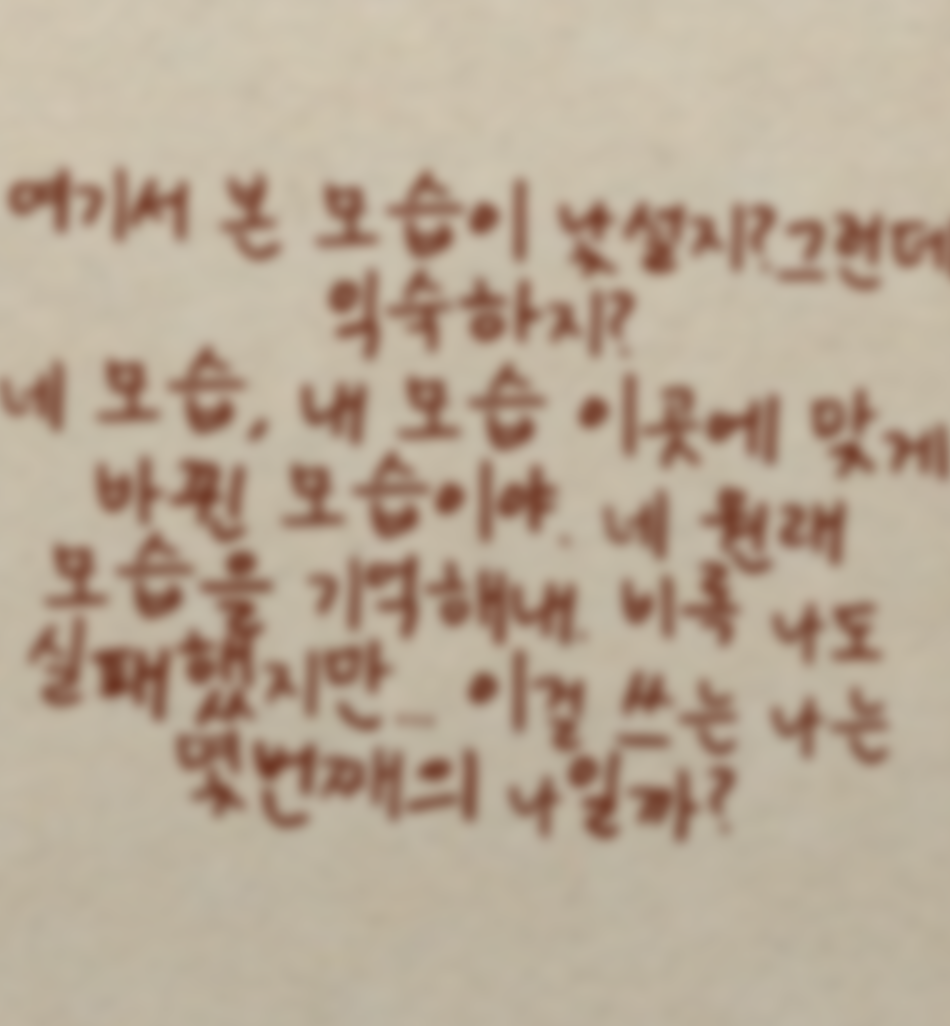 여기서 본 모습이 낯설지?그런데
익숙하지?
네 모습, 내 모습 이곳에 맞게
바뀐 모습이야. 네 원래
모습을 기억해내. 비록 나도
실패했지만... 이걸 쓰는 나는
몇번째의 나일까?